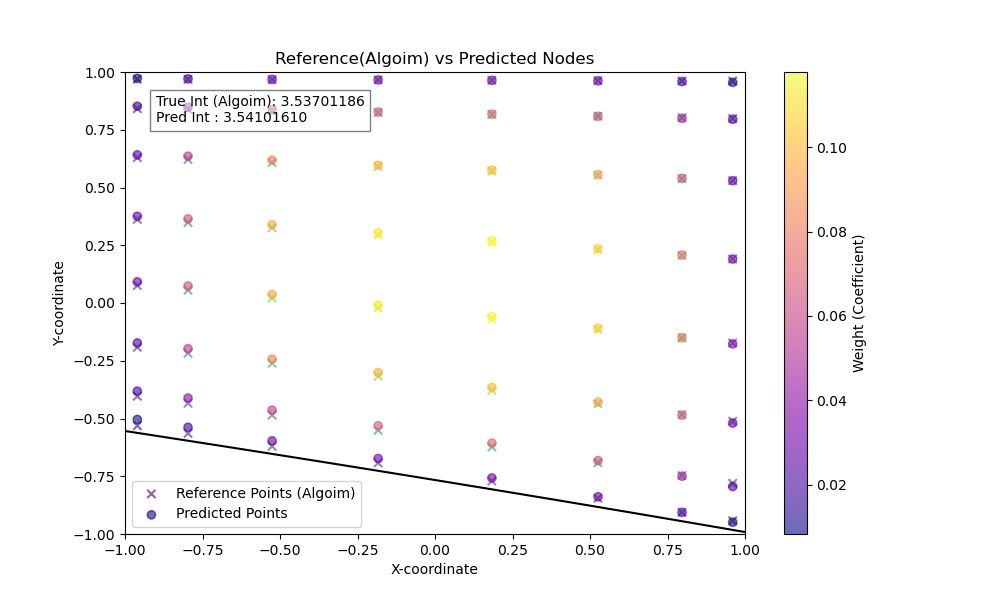 Reference(Algoim) vs Predicted Nodes
True Int (Algoim): 3.53701186
Pred Int : 3.54101610
1.00
0.75
0.50
0.25
0.00
−0.25
−0.50
−0.75
−1.00
Y-coordinate
Reference Points (Algoim)
Predicted Points
−1.00 −0.75 −0.50 −0.25 0.00 0.25 0.50 0.75 1.00
X-coordinate
0.10
0.08
0.06
0.04
0.02
Weight (Coefficient)